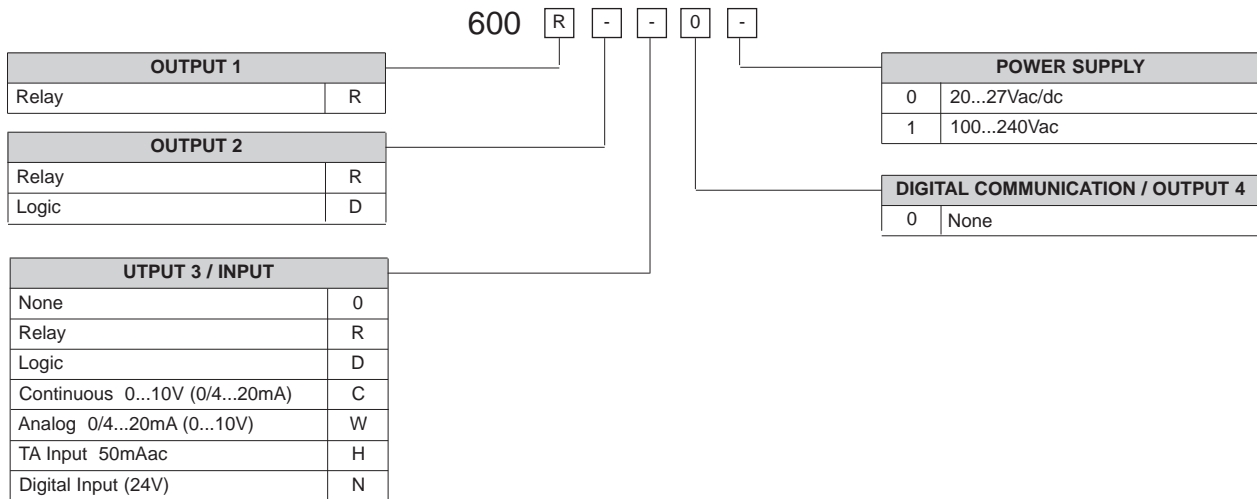 600 R - - 0 -
OUTPUT 1
Relay R
OUTPUT 2
Relay R
Logic D
UTPUT 3 / INPUT
None 0
Relay R
Logic D
Continuous 0...10V (0/4...20mA) C
Analog 0/4...20mA (0...10V) W
TA Input 50mAac H
Digital Input (24V) N
POWER SUPPLY
0 20...27Vac/dc
1 100...240Vac
DIGITAL COMMUNICATION / OUTPUT 4
0 None